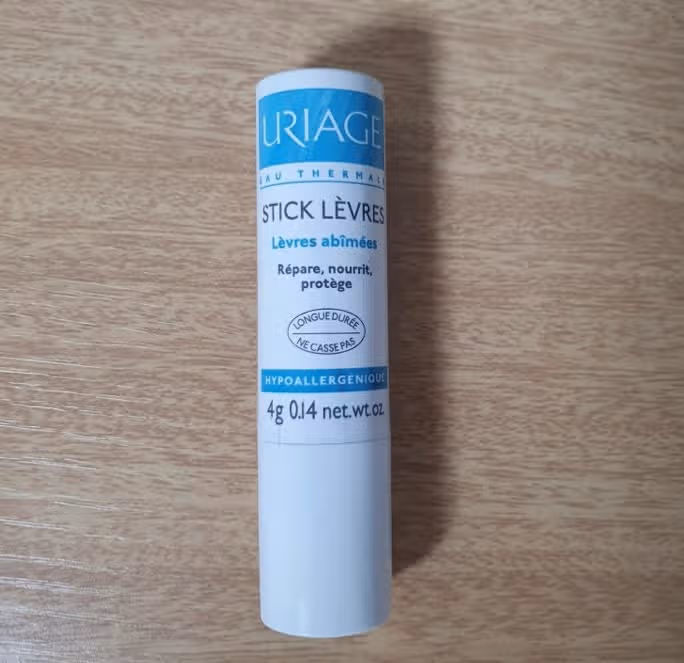 URIAGE
EAU THERMALE
STICK LÈVRES
Lèvres abîmées
Répare, nourrit,
protège
LONGUE DURÉE
NE CASSE PAS
HYPOALLERGÉNIQUE
4g 0.14 net.wt.oz.